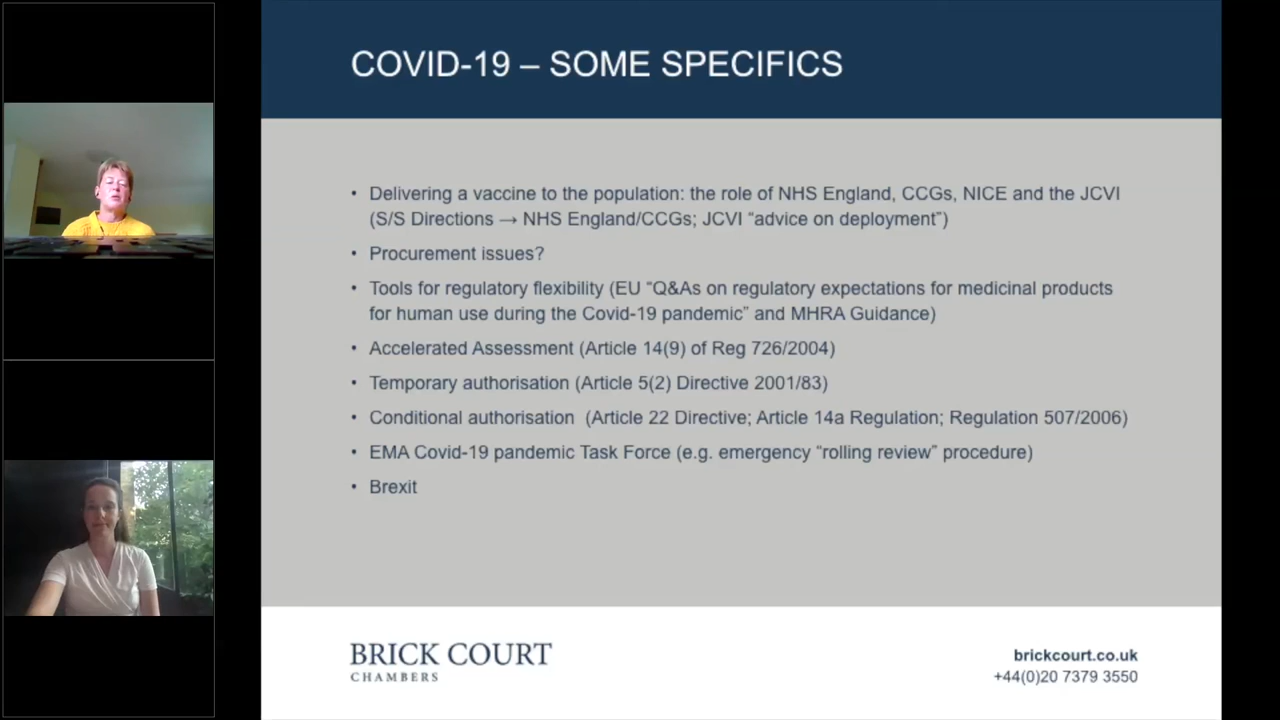 COVID-19 – SOME SPECIFICS
• Delivering a vaccine to the population: the role of NHS England, CCGs, NICE and the JCVI
(S/S Directions → NHS England/CCGs; JCVI “advice on deployment”)
• Procurement issues?
• Tools for regulatory flexibility (EU “Q&As on regulatory expectations for medicinal products
for human use during the Covid-19 pandemic” and MHRA Guidance)
• Accelerated Assessment (Article 14(9) of Reg 726/2004)
• Temporary authorisation (Article 5(2) Directive 2001/83)
• Conditional authorisation (Article 22 Directive; Article 14a Regulation; Regulation 507/2006)
• EMA Covid-19 pandemic Task Force (e.g. emergency “rolling review” procedure)
• Brexit
BRICK COURT
CHAMBERS
brickcourt.co.uk
+44(0)20 7379 3550